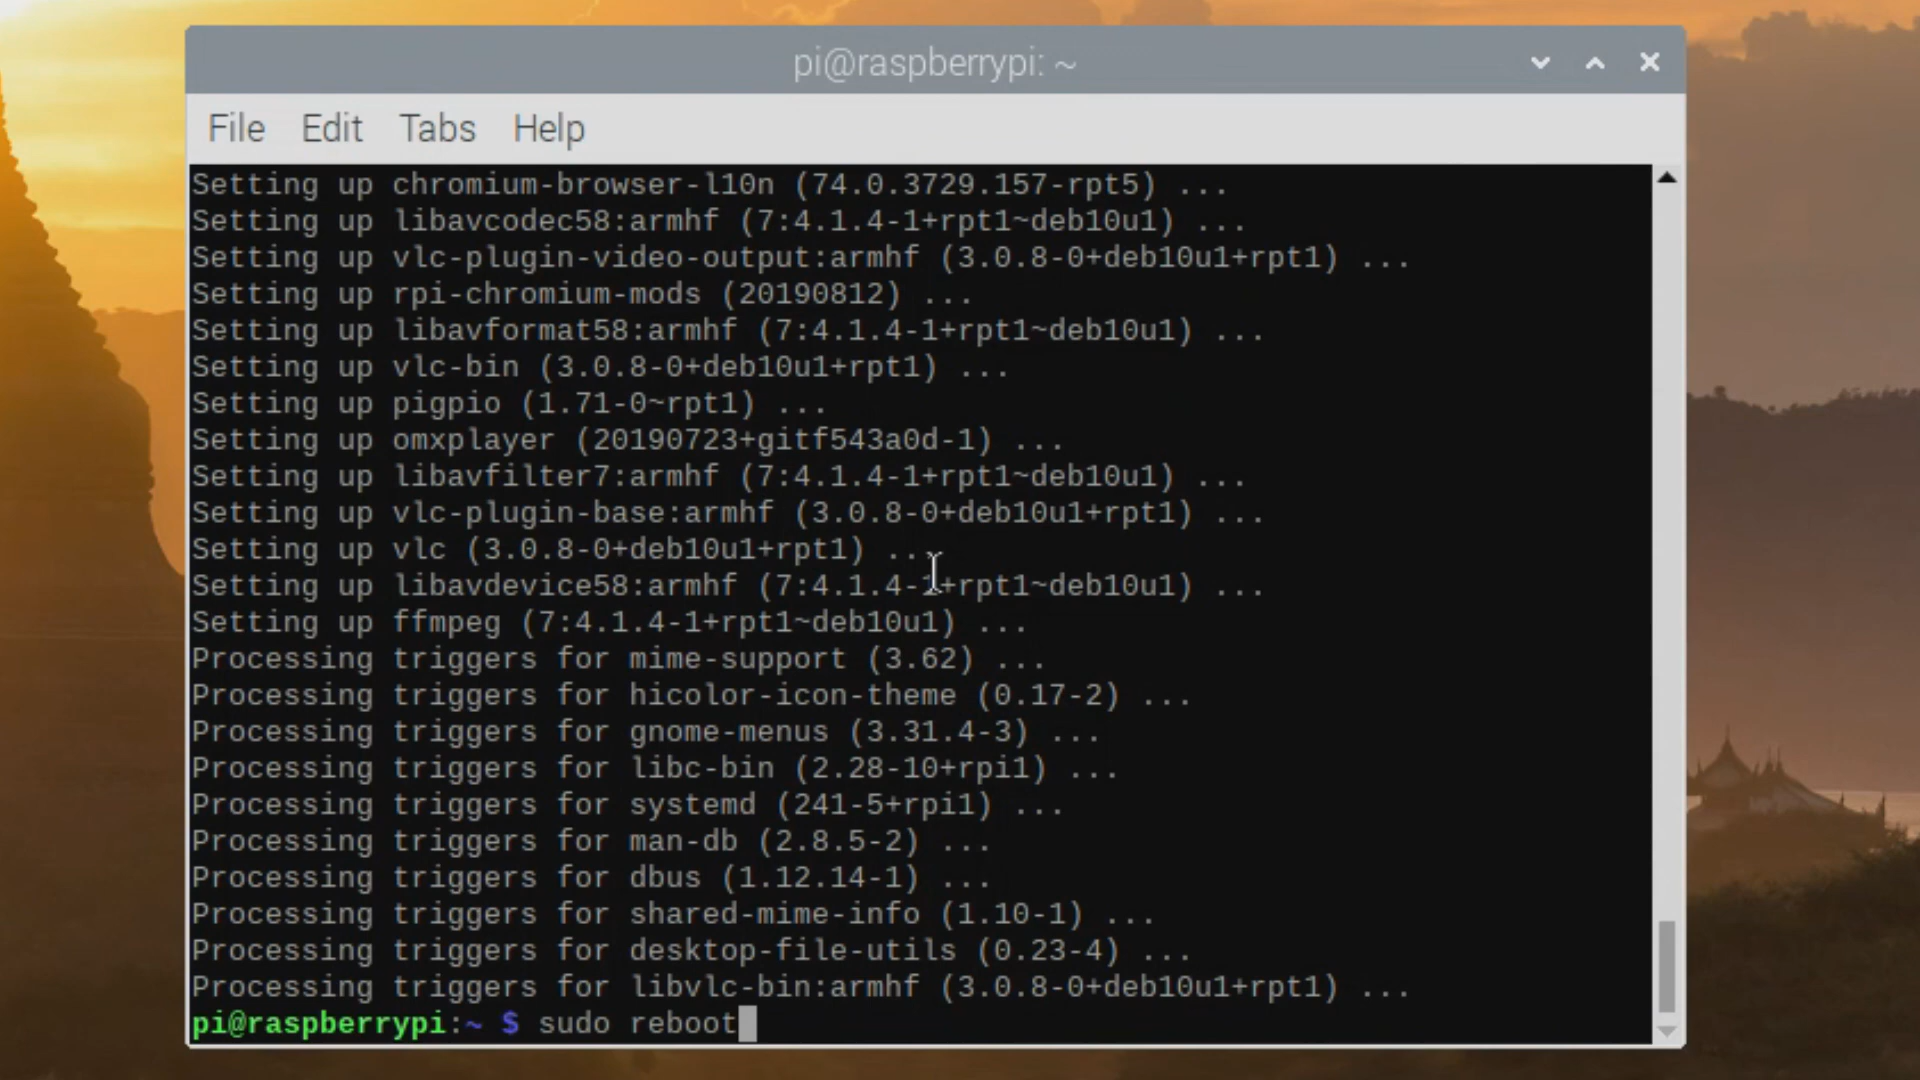 pi@raspberrypi: ~
File Edit Tabs Help
Setting up chromium-browser-l10n (74.0.3729.157-rpt5) ...
Setting up libavcodec58:armhf (7:4.1.4-1+rpt1~deb10u1) ...
Setting up vlc-plugin-video-output:armhf (3.0.8-0+deb10u1+rpt1) ...
Setting up rpi-chromium-mods (20190812) ...
Setting up libavformat58:armhf (7:4.1.4-1+rpt1~deb10u1) ...
Setting up vlc-bin (3.0.8-0+deb10u1+rpt1) ...
Setting up pigpio (1.71-0~rpt1) ...
Setting up omxplayer (20190723+gitf543a0d-1) ...
Setting up libavfilter7:armhf (7:4.1.4-1+rpt1~deb10u1) ...
Setting up vlc-plugin-base:armhf (3.0.8-0+deb10u1+rpt1) ...
Setting up vlc (3.0.8-0+deb10u1+rpt1) ...
Setting up libavdevice58:armhf (7:4.1.4-1+rpt1~deb10u1) ...
Setting up ffmpeg (7:4.1.4-1+rpt1~deb10u1) ...
Processing triggers for mime-support (3.62) ...
Processing triggers for hicolor-icon-theme (0.17-2) ...
Processing triggers for gnome-menus (3.31.4-3) ...
Processing triggers for libc-bin (2.28-10+rpi1) ...
Processing triggers for systemd (241-5+rpi1) ...
Processing triggers for man-db (2.8.5-2) ...
Processing triggers for dbus (1.12.14-1) ...
Processing triggers for shared-mime-info (1.10-1) ...
Processing triggers for desktop-file-utils (0.23-4) ...
Processing triggers for libvlc-bin:armhf (3.0.8-0+deb10u1+rpt1) ...
pi@raspberrypi:~ $ sudo reboot